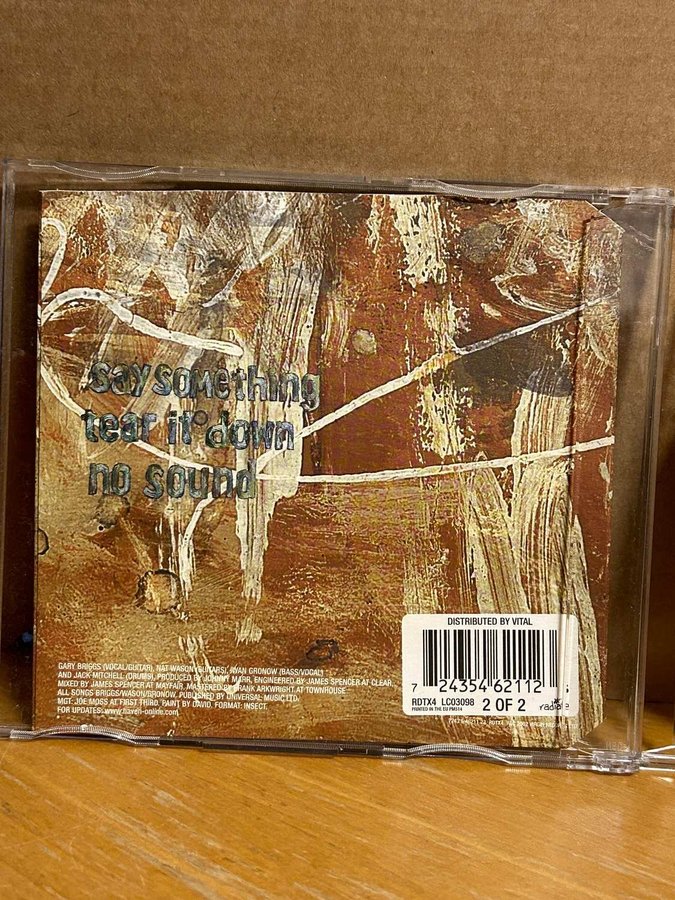 say something
tear it down
no sound
GARY BRIGGS (VOCAL/GUITAR), NAT WASON (GUITARS), IWAN GRONOW (BASS/VOCAL)
AND JACK MITCHELL (DRUMS). PRODUCED BY JOHNNY MARR, ENGINEERED BY JAMES SPENCER AT CLEAR.
MIXED BY JAMES SPENCER AT MAYFAIR, MASTERED BY FRANK ARKWRIGHT AT TOWNHOUSE
ALL SONGS BRIGGS/WASON/GRONOW, PUBLISHED BY UNIVERSAL MUSIC LTD.
MGT: JOE MOSS AT FIRST THIRD. PAINT BY DAVID. FORMAT: INSECT.
FOR UPDATES: www.haven-online.com
DISTRIBUTED BY VITAL
7 24354 62112 5
RDTX4 LC03098 2 OF 2 radiate
PRINTED IN THE EU PM514